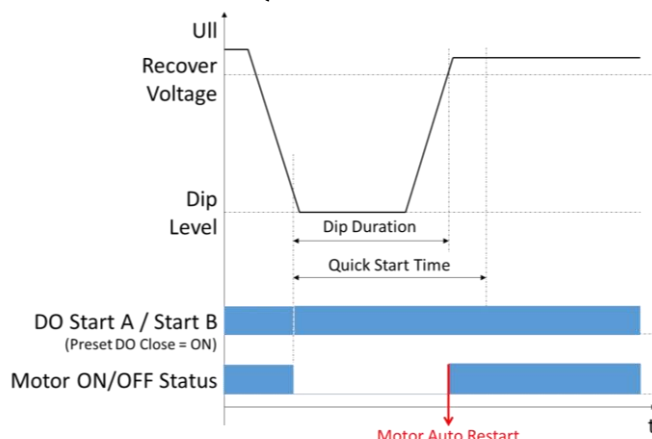 Ull
Recover
Voltage
Dip
Level
Dip Duration
Quick Start Time
DO Start A / Start B
(Preset DO Close = ON)
Motor ON/OFF Status
t
Motor Auto Restart